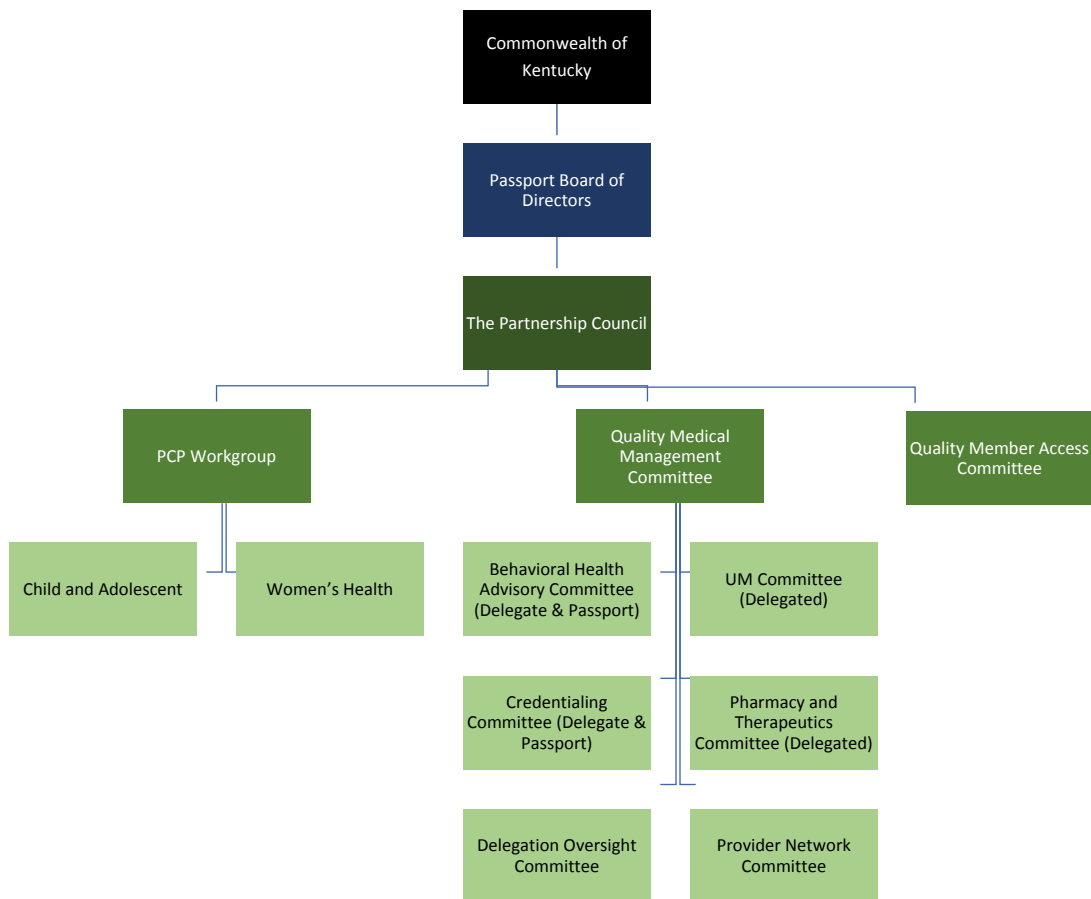 Commonwealth of
Kentucky
Passport Board of
Directors
The Partnership Council
PCP Workgroup
Quality Medical
Management
Committee
Quality Member Access
Committee
Child and Adolescent
Women's Health
Behavioral Health
Advisory Committee
(Delegate & Passport)
UM Committee
(Delegated)
Credentialing
Committee (Delegate &
Passport)
Pharmacy and
Therapeutics
Committee (Delegated)
Delegation Oversight
Committee
Provider Network
Committee